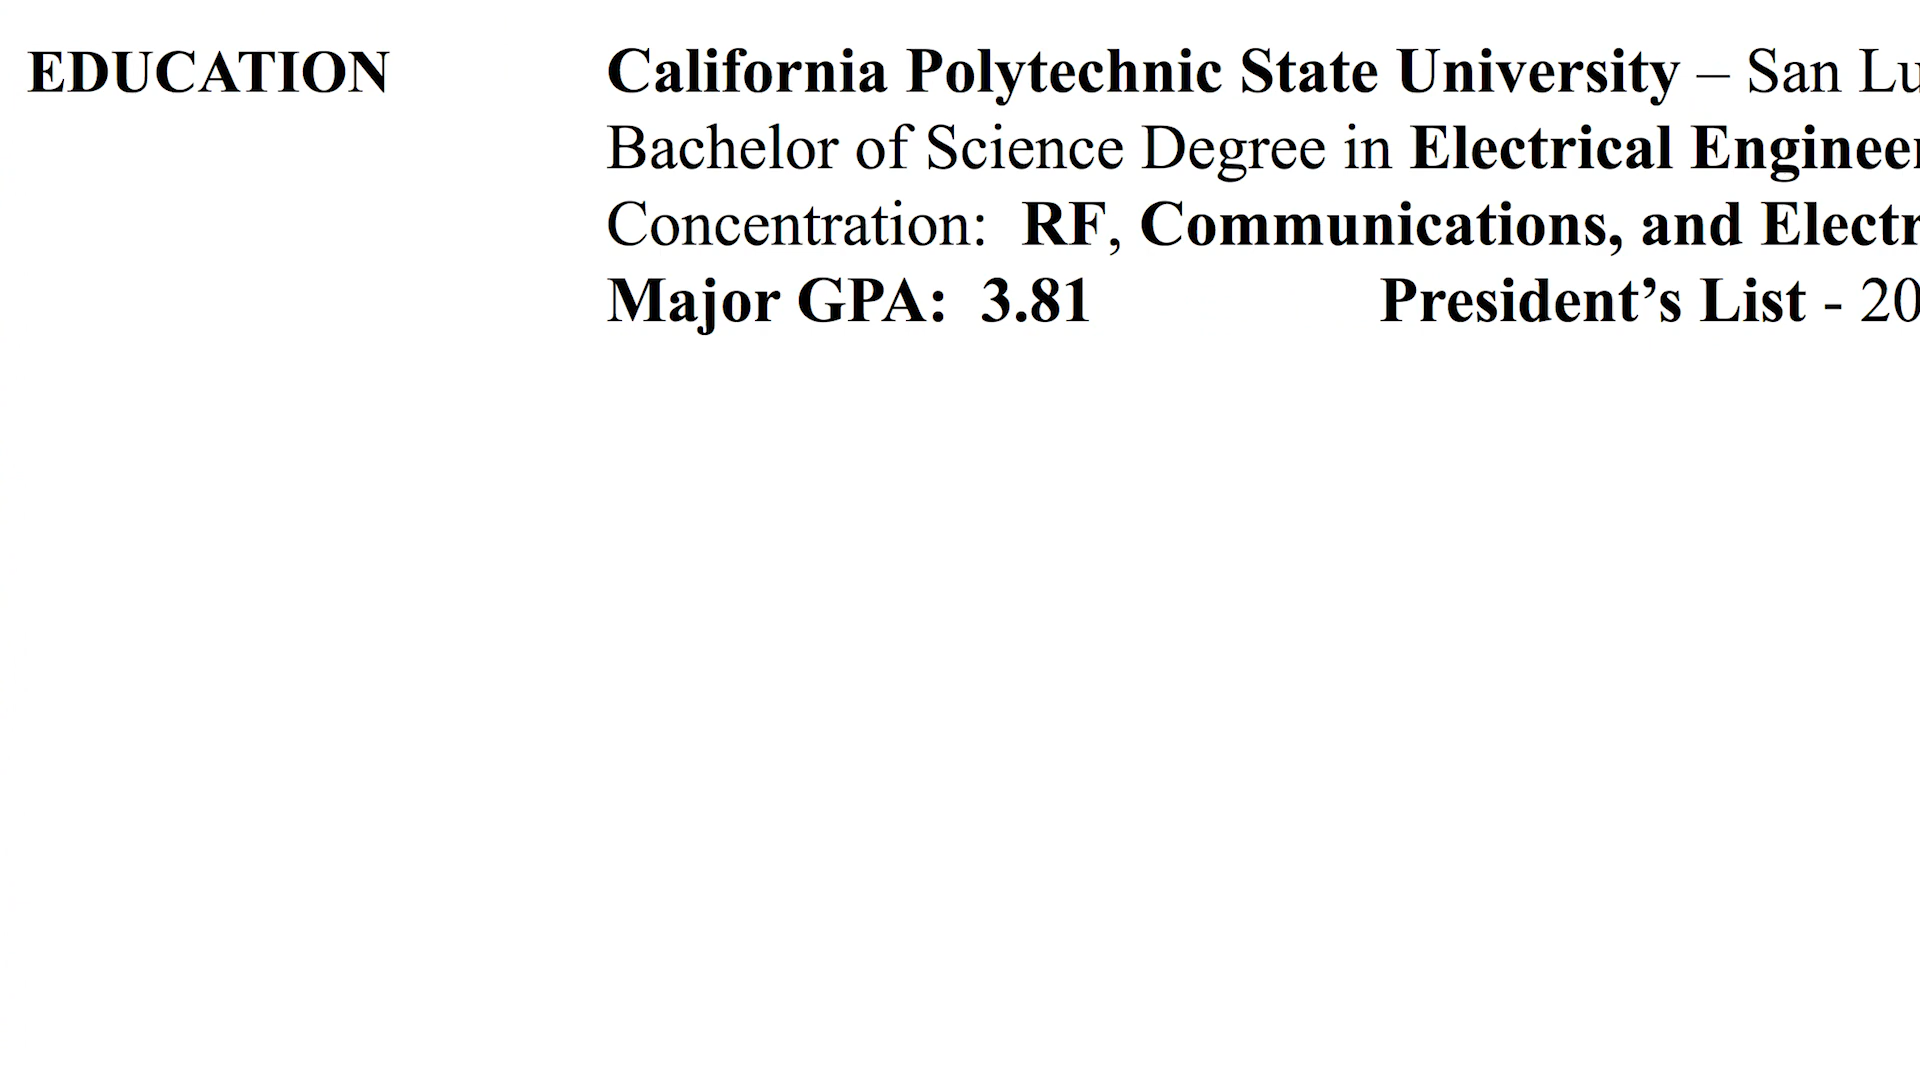 EDUCATION California Polytechnic State University – San Lu
Bachelor of Science Degree in Electrical Engineer
Concentration: RF, Communications, and Electr
Major GPA: 3.81 President’s List - 20